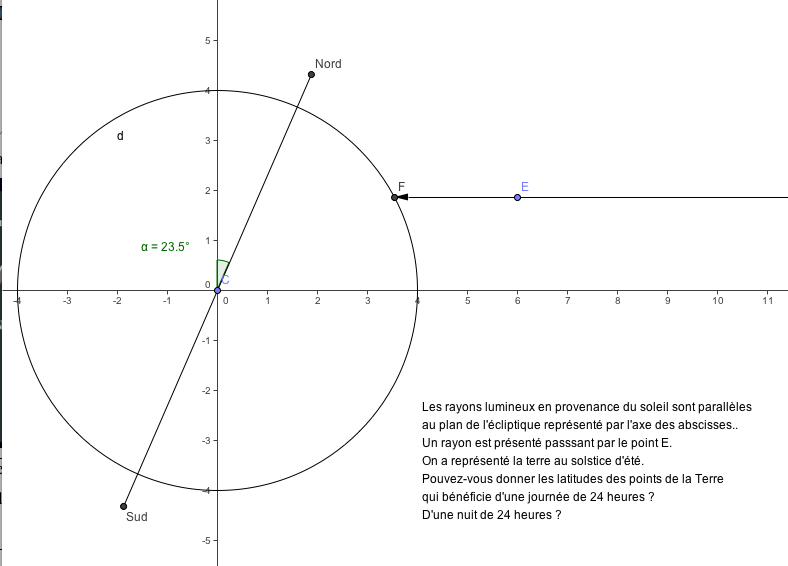 5
Nord
4
d
3
2
F
E
α = 23.5°
1
C
0
-4 -3 -2 -1 0 1 2 3 4 5 6 7 8 9 10 11
-1
-2
Les rayons lumineux en provenance du soleil sont parallèles
au plan de l'écliptique représenté par l'axe des abscisses..
Un rayon est présenté passsant par le point E.
On a représenté la terre au solstice d'été.
Pouvez-vous donner les latitudes des points de la Terre
qui bénéficie d'une journée de 24 heures ?
D'une nuit de 24 heures ?
-3
-4
Sud
-5